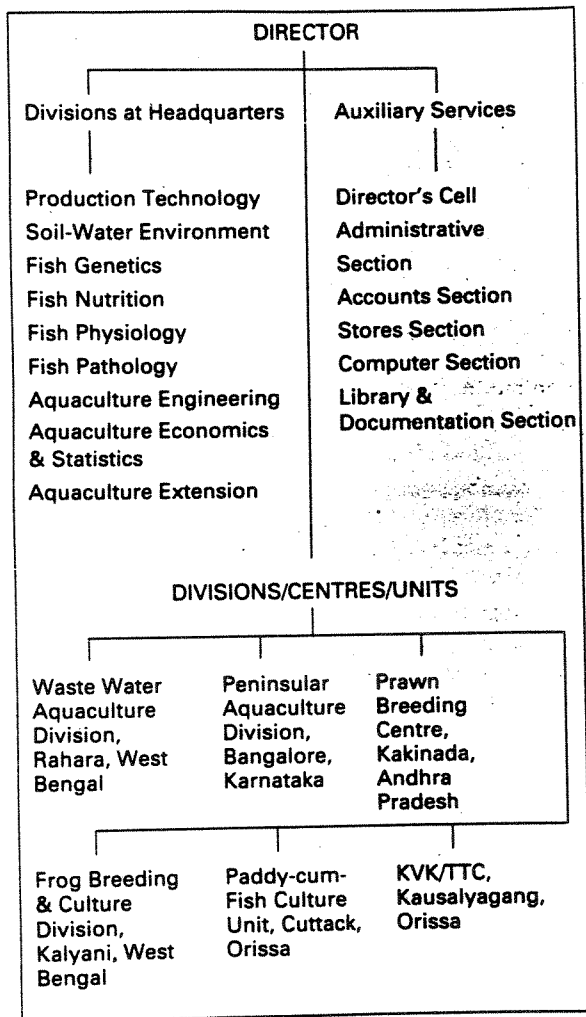 DIRECTOR
Divisions at Headquarters
Production Technology
Soil-Water Environment
Fish Genetics
Fish Nutrition
Fish Physiology
Fish Pathology
Aquaculture Engineering
Aquaculture Economics
& Statistics
Aquaculture Extension
Auxiliary Services
Director's Cell
Administrative
Section
Accounts Section
Stores Section
Computer Section
Library &
Documentation Section
DIVISIONS/CENTRES/UNITS
Waste Water
Aquaculture
Division,
Rahara, West
Bengal
Peninsular
Aquaculture
Division,
Bangalore,
Karnataka
Prawn
Breeding
Centre,
Kakinada,
Andhra
Pradesh
Frog Breeding
& Culture
Division,
Kalyani, West
Bengal
Paddy-cum-
Fish Culture
Unit, Cuttack,
Orissa
KVK/TTC,
Kausalyagang,
Orissa